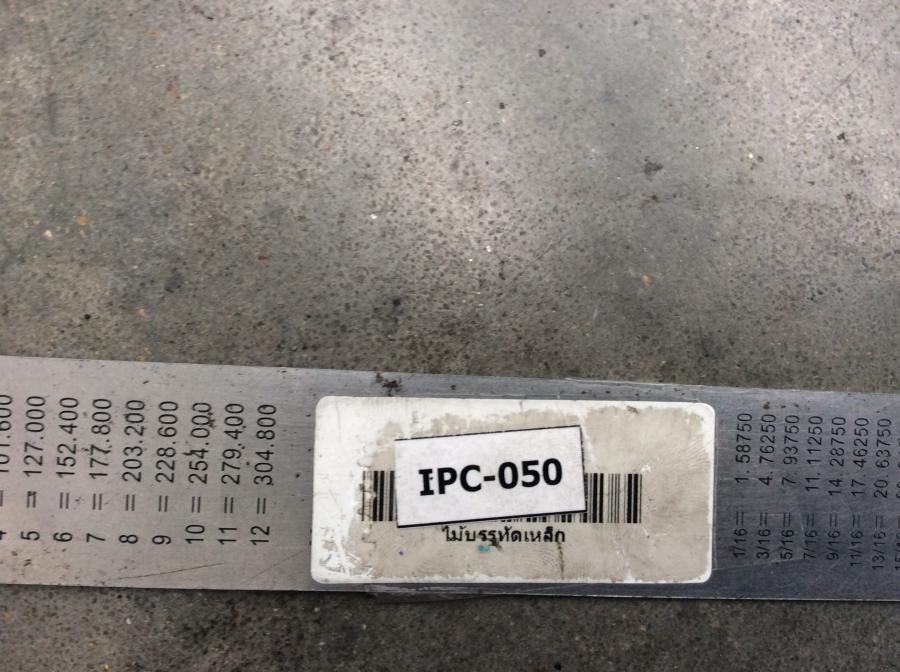 5 = 127.000
6 = 152.400
7 = 177.800
8 = 203.200
9 = 228.600
10 = 254.000
11 = 279.400
12 = 304.800
IPC-050
ไม้บรรทัดเหล็ก
1/16 = 1. 58750
3/16 = 4. 76250
5/16 = 7. 93750
7/16 = 11. 11250
9/16 = 14. 28750
11/16 = 17. 46250
13/16 = 20. 63750